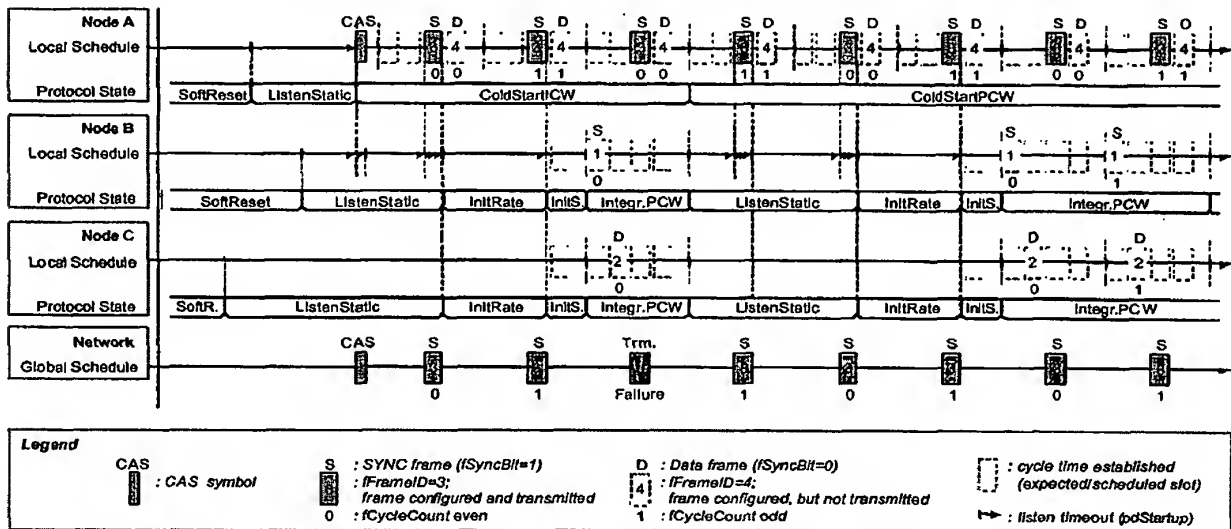 Node A
CAS S D S D S D S D S D S D S D S O
Local Schedule
4 4 4 4 4 4 4 4
0 0 1 1 0 0 1 1 0 0 1 1 0 0 1 1
Protocol State SoftReset ListenStatic ColdStartICW ColdStartPCW
Node B
S S S
Local Schedule
1 1 1
0 0 1
Protocol State SoftReset ListenStatic InitRate InitS. Integr.PCW ListenStatic InitRate InitS. Integr.PCW
Node C
D D D
Local Schedule
2 2 2
0 0 1
Protocol State SoftR. ListenStatic InitRate InitS. Integr.PCW ListenStatic InitRate InitS. Integr.PCW
Network
CAS S S Trm. S S S S S
Global Schedule
0 1 Failure 1 0 1 0 1
Legend
CAS
: CAS symbol
S : SYNC frame (fSyncBit=1)
: fFrameID=3;
frame configured and transmitted
0 : fCycleCount even
D : Data frame (fSyncBit=0)
4 : fFrameID=4;
frame configured, but not transmitted
1 : fCycleCount odd
: cycle time established
(expected/scheduled slot)
: listen timeout (pdStartup)